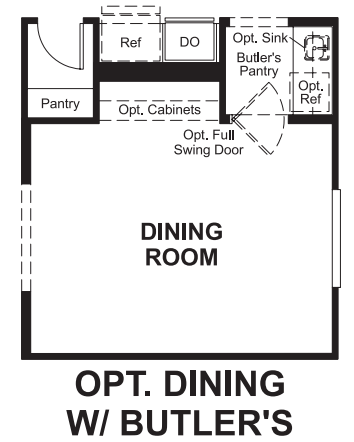 Ref
DO
Opt. Sink
Butler's
Pantry
Opt.
Ref
Pantry
Opt. Cabinets
Opt. Full
Swing Door
DINING
ROOM
OPT. DINING
W/ BUTLER'S